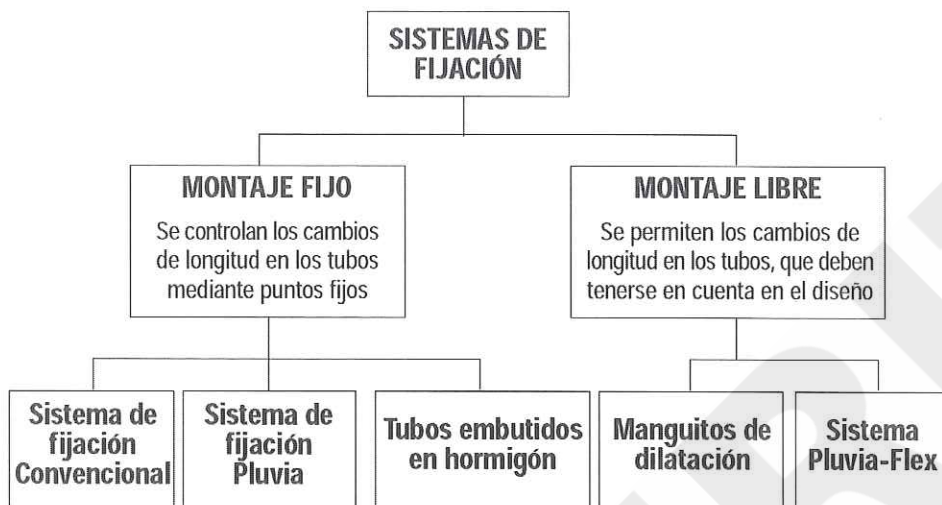 SISTEMAS DE
FIJACIÓN
MONTAJE FIJO
Se controlan los cambios
de longitud en los tubos
mediante puntos fijos
MONTAJE LIBRE
Se permiten los cambios de
longitud en los tubos, que deben
tenerse en cuenta en el diseño
Sistema de
fijación
Convencional
Sistema de
fijación
Pluvia
Tubos embutidos
en hormigón
Manguitos de
dilatación
Sistema
Pluvia-Flex